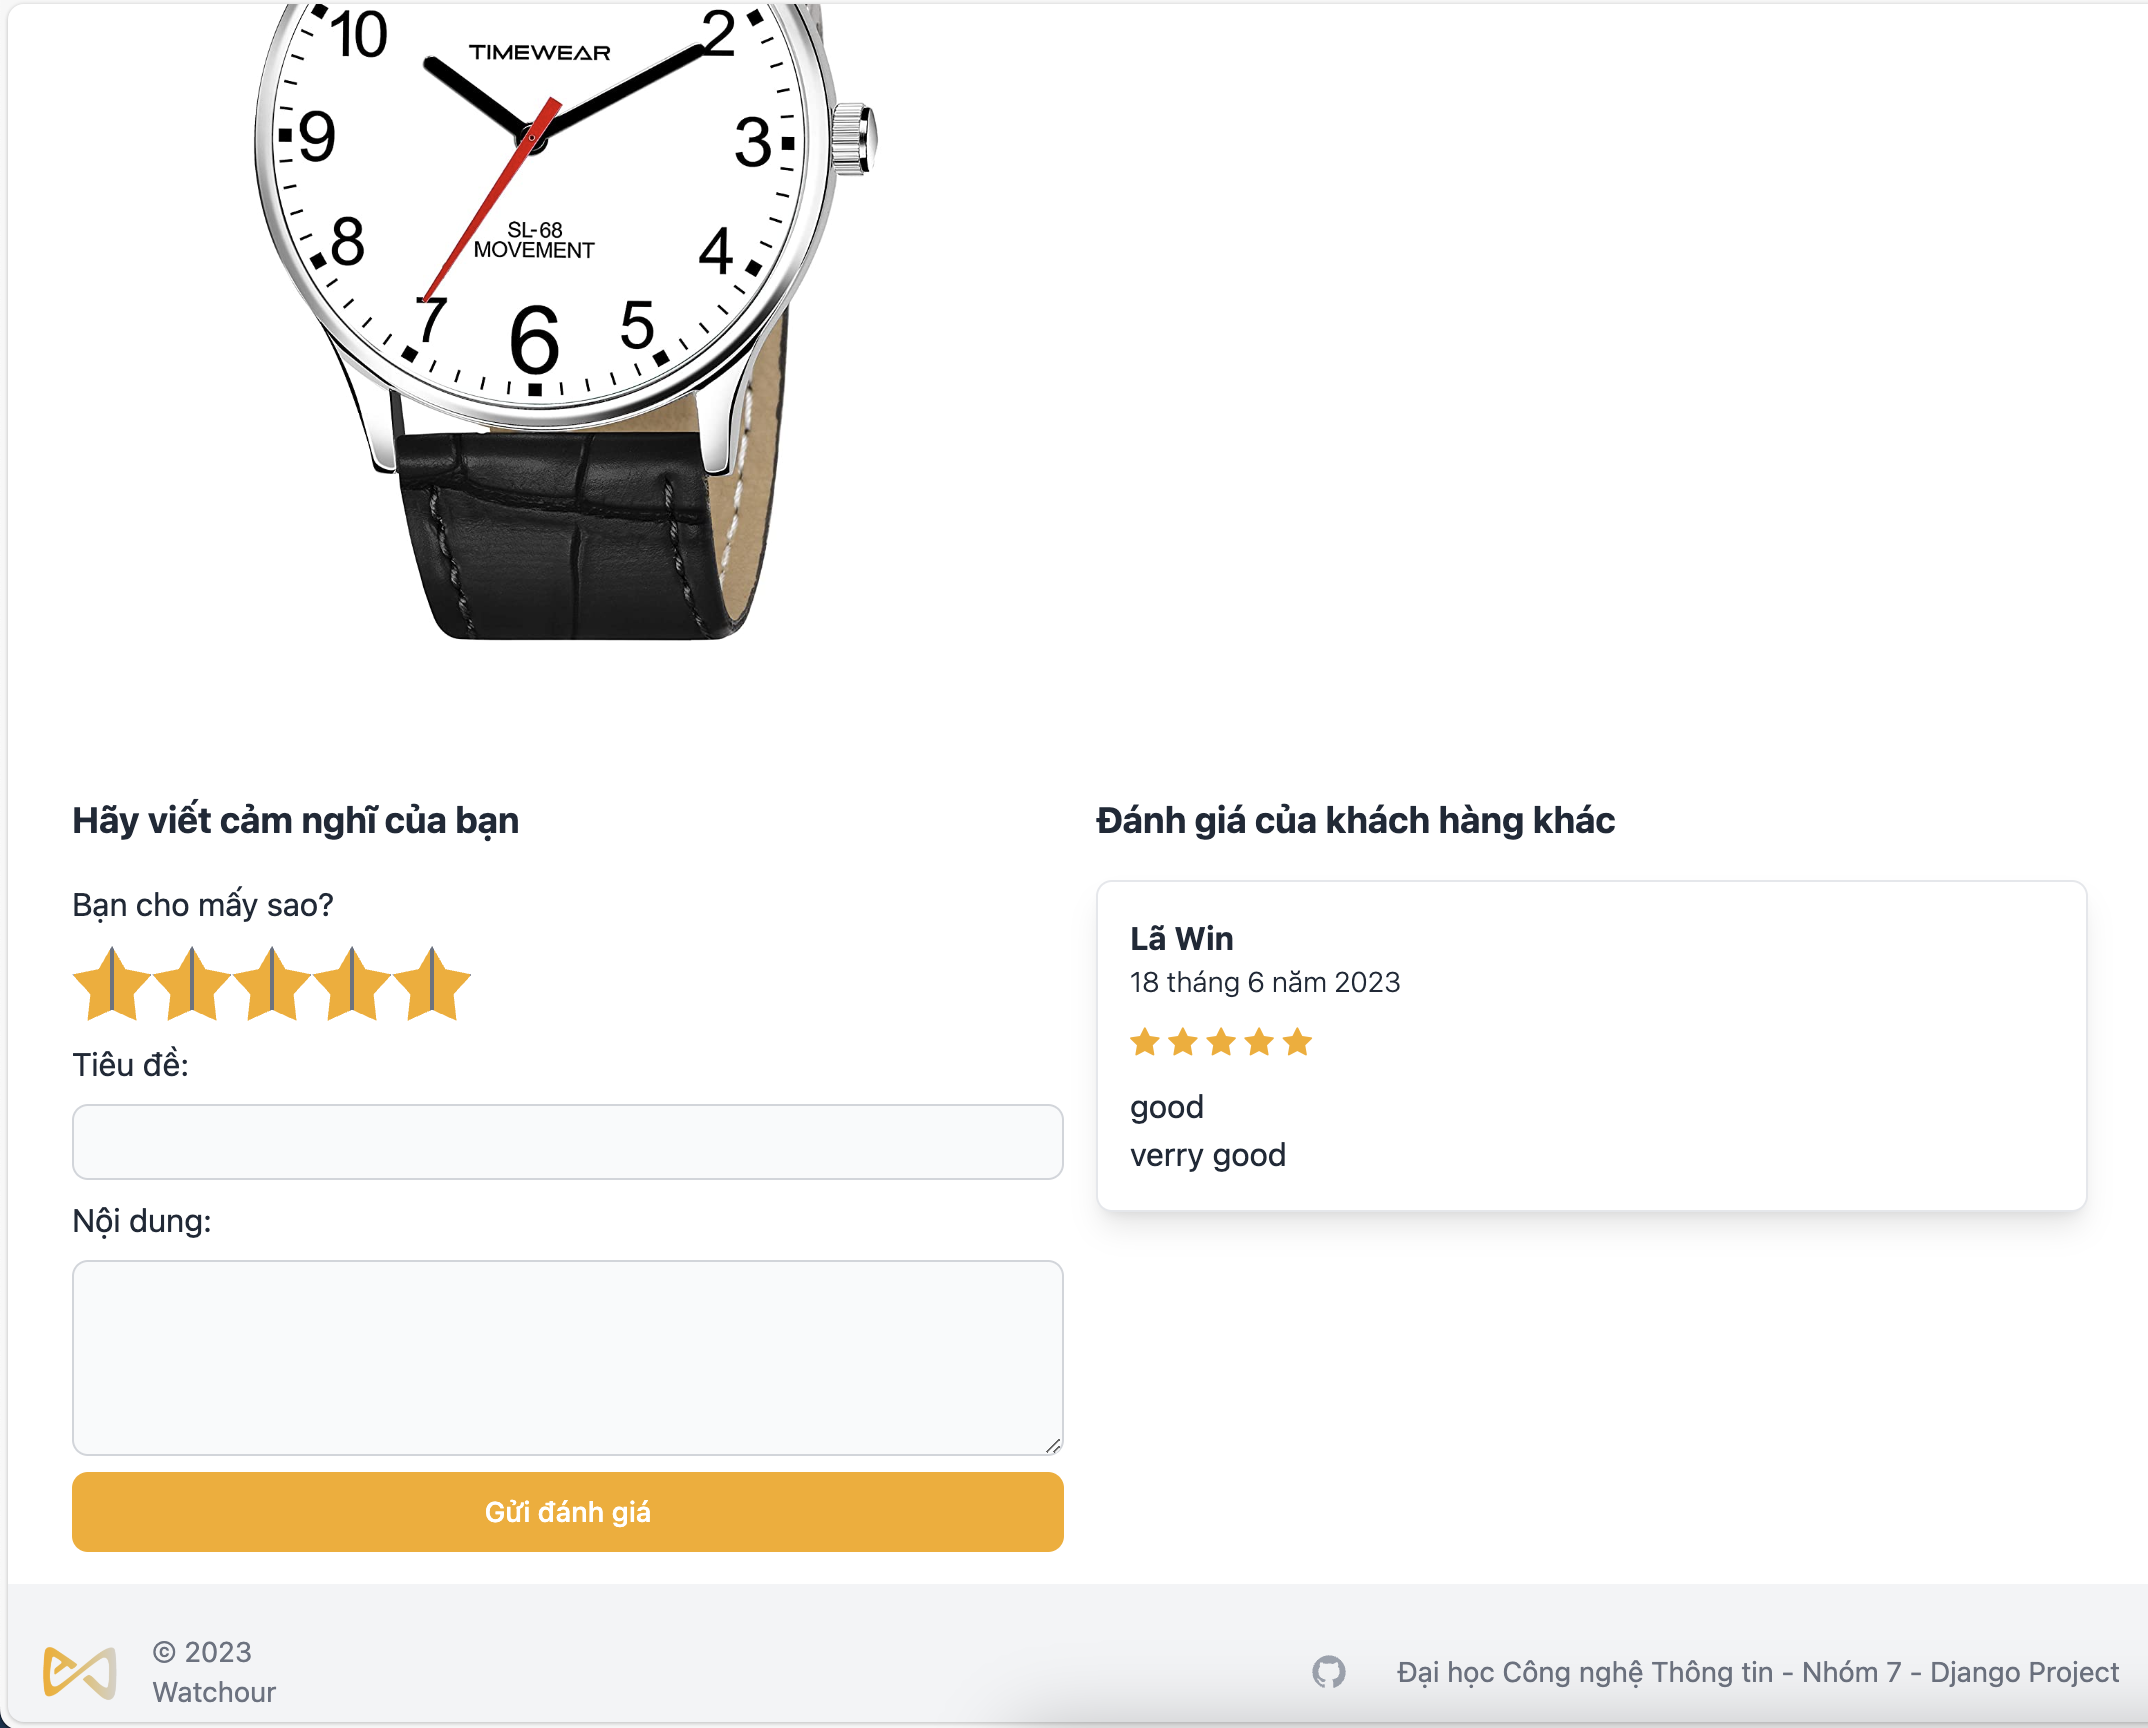 10
2
TIMEWEAR
9
3
SL-68
MOVEMENT
8
4
7
6
5
Hãy viết cảm nghĩ của bạn
Bạn cho mấy sao?
Tiêu đề:
Nội dung:
Gửi đánh giá
Đánh giá của khách hàng khác
Lã Win
18 tháng 6 năm 2023
good
verry good
© 2023
Watchour
Đại học Công nghệ Thông tin - Nhóm 7 - Django Project